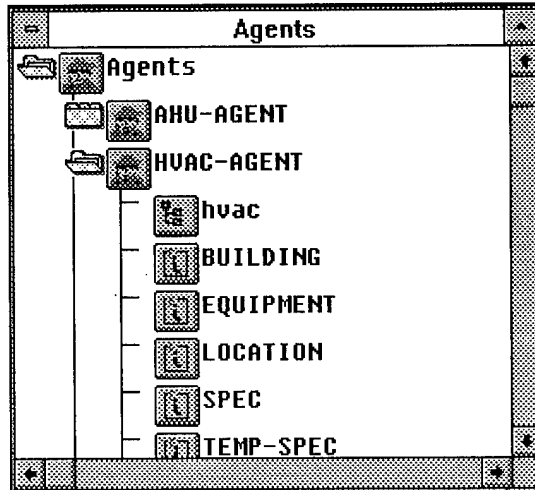 Agents
Agents
AHU-AGENT
HVAC-AGENT
hvac
BUILDING
EQUIPMENT
LOCATION
SPEC
TEMP-SPEC